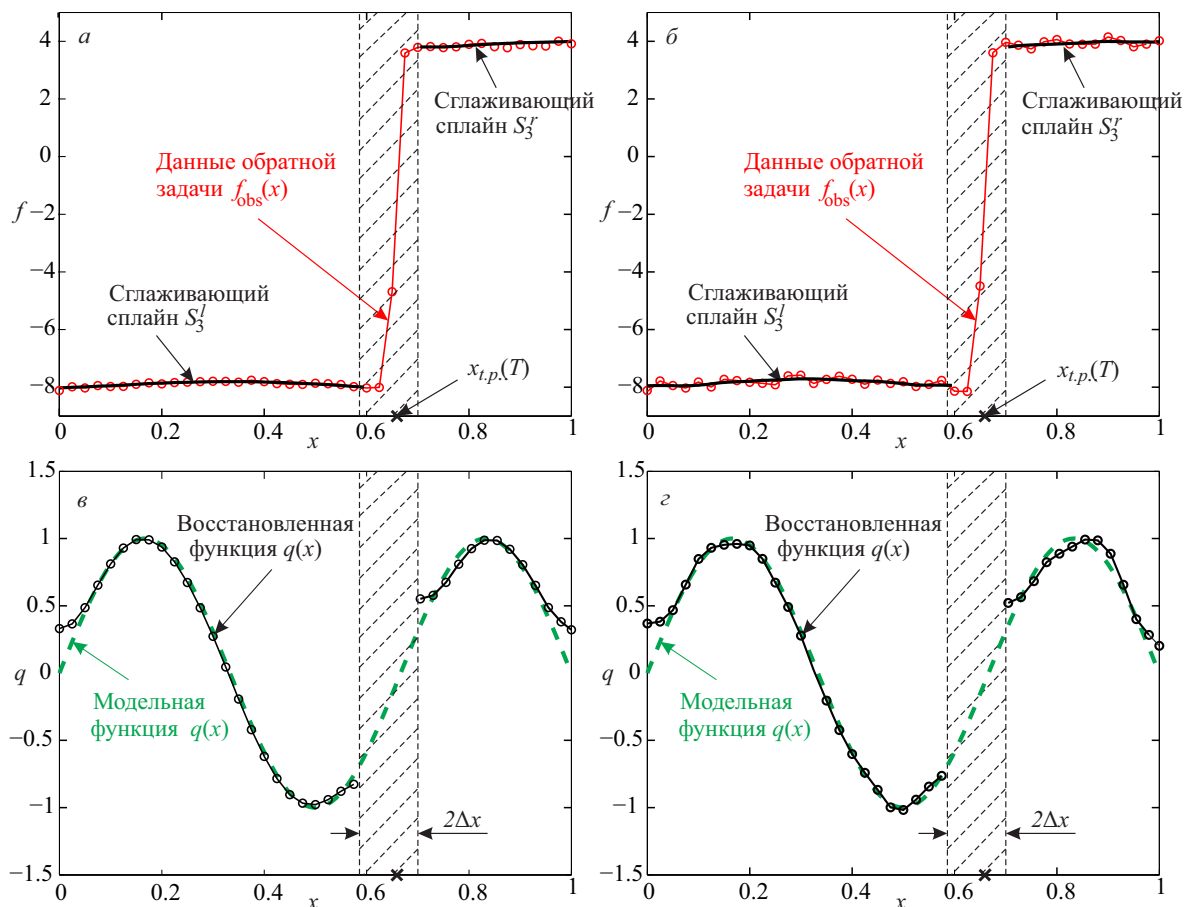 а
4
2
0
f −2
−4
−6
−8
Сглаживающий
сплайн S₃ʳ
Данные обратной
задачи f_obs(x)
Сглаживающий
сплайн S₃ˡ
x_t.p.(T)
0 0.2 0.4 0.6 0.8 1
x
б
4
2
0
f −2
−4
−6
−8
Сглаживающий
сплайн S₃ʳ
Данные обратной
задачи f_obs(x)
Сглаживающий
сплайн S₃ˡ
x_t.p.(T)
0 0.2 0.4 0.6 0.8 1
x
в
1.5
1
0.5
q 0
−0.5
−1
−1.5
Восстановленная
функция q(x)
Модельная
функция q(x)
2Δx
0 0.2 0.4 0.6 0.8 1
x
г
1.5
1
0.5
q 0
−0.5
−1
−1.5
Восстановленная
функция q(x)
Модельная
функция q(x)
2Δx
0 0.2 0.4 0.6 0.8 1
x